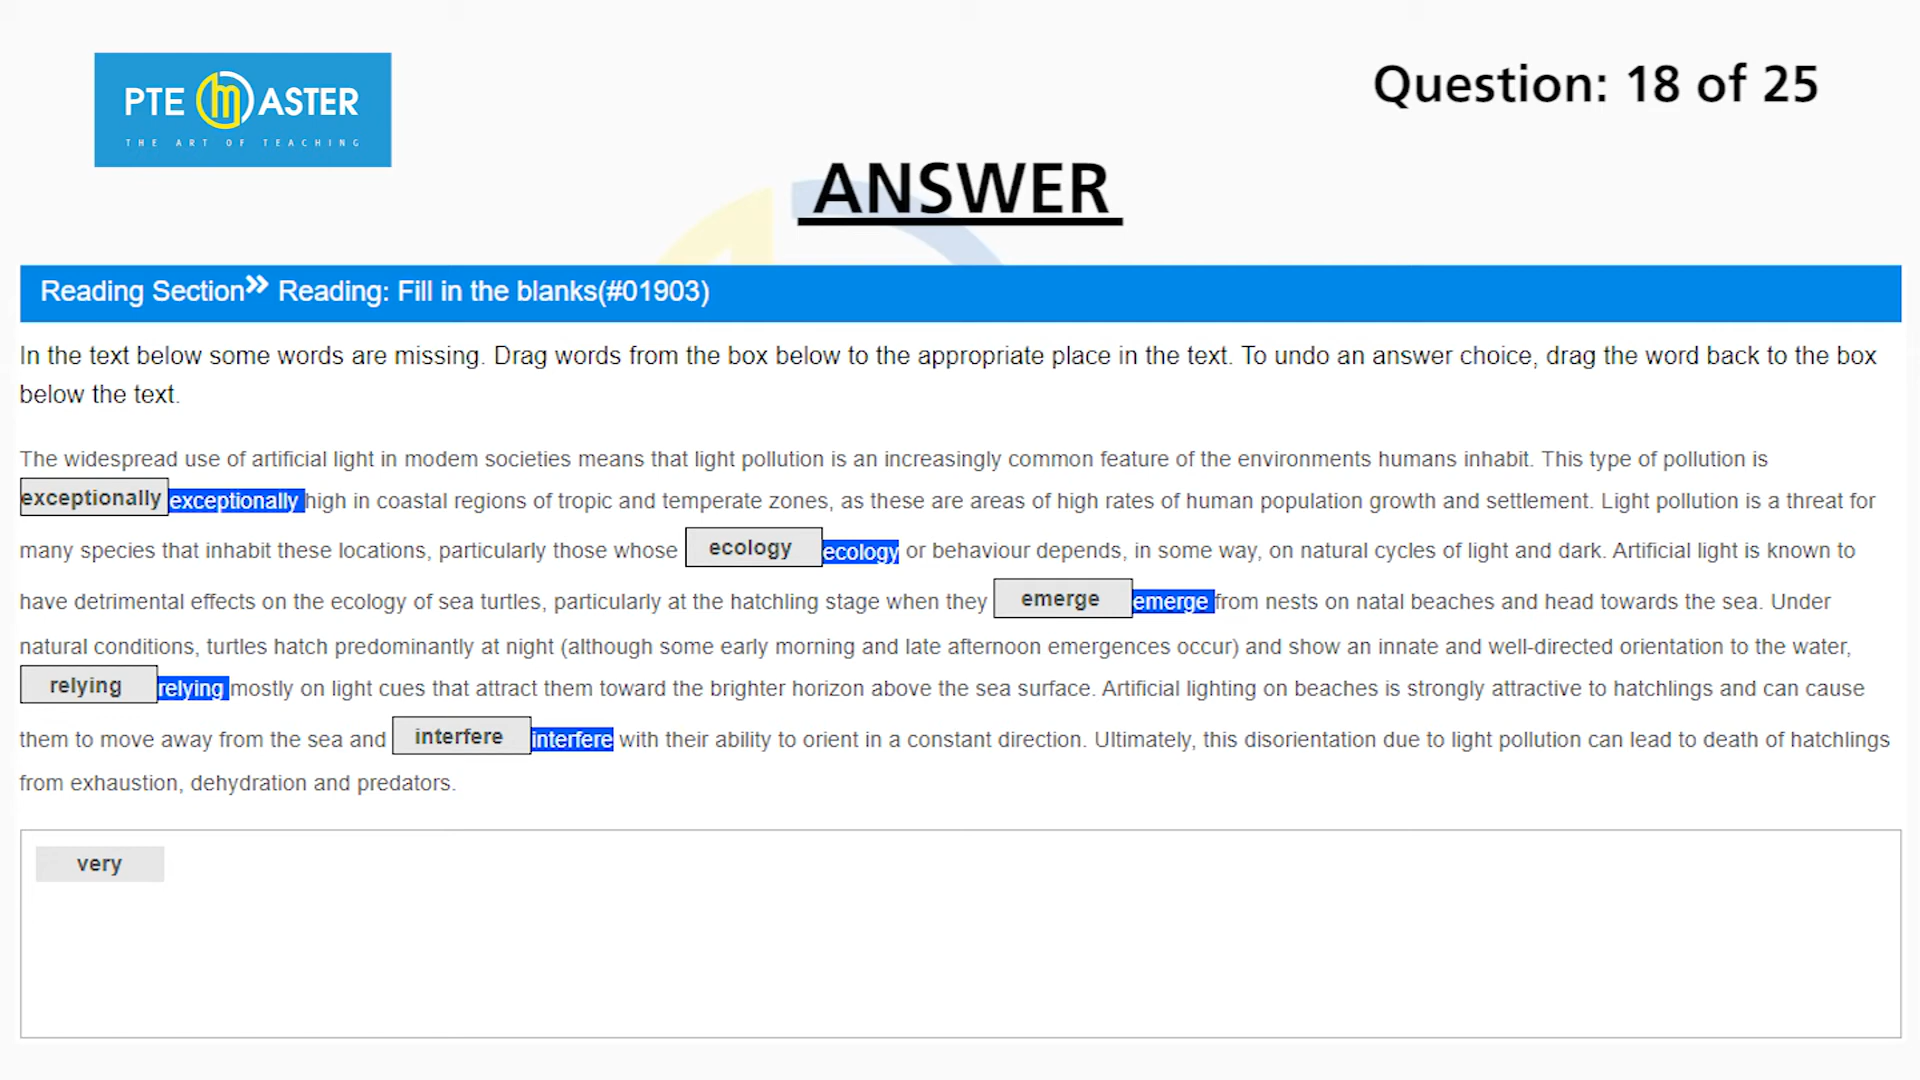 PTE MASTER
THE ART OF TEACHING
Question: 18 of 25
ANSWER
Reading Section» Reading: Fill in the blanks(#01903)
In the text below some words are missing. Drag words from the box below to the appropriate place in the text. To undo an answer choice, drag the word back to the box
below the text.
The widespread use of artificial light in modem societies means that light pollution is an increasingly common feature of the environments humans inhabit. This type of pollution is
exceptionally exceptionally high in coastal regions of tropic and temperate zones, as these are areas of high rates of human population growth and settlement. Light pollution is a threat for
many species that inhabit these locations, particularly those whose ecology ecology or behaviour depends, in some way, on natural cycles of light and dark. Artificial light is known to
have detrimental effects on the ecology of sea turtles, particularly at the hatchling stage when they emerge emerge from nests on natal beaches and head towards the sea. Under
natural conditions, turtles hatch predominantly at night (although some early morning and late afternoon emergences occur) and show an innate and well-directed orientation to the water,
relying relying mostly on light cues that attract them toward the brighter horizon above the sea surface. Artificial lighting on beaches is strongly attractive to hatchlings and can cause
them to move away from the sea and interfere interfere with their ability to orient in a constant direction. Ultimately, this disorientation due to light pollution can lead to death of hatchlings
from exhaustion, dehydration and predators.
very